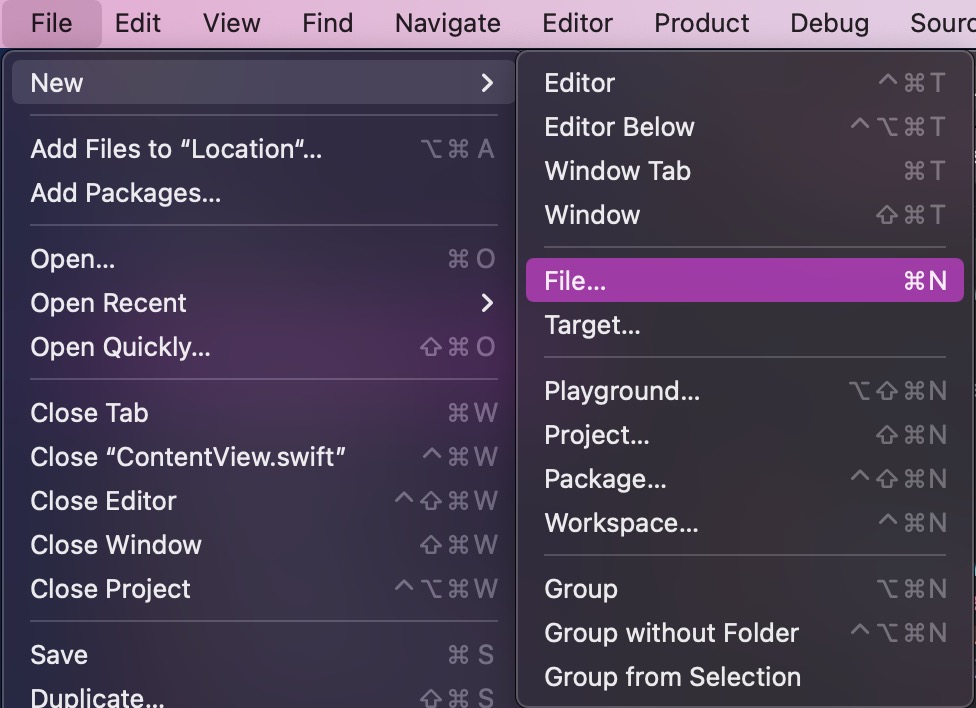 File Edit View Find Navigate Editor Product Debug
New >
Add Files to “Location“... ⌥⌘A
Add Packages...
Open... ⌘O
Open Recent >
Open Quickly... ⇧⌘O
Close Tab ⌘W
Close “ContentView.swift” ^⌘W
Close Editor ^⇧⌘W
Close Window ⇧⌘W
Close Project ^⌥⌘W
Save ⌘S
Duplicate... ⇧⌘S
Editor ^⌘T
Editor Below ^⌥⌘T
Window Tab ⌘T
Window ⇧⌘T
File... ⌘N
Target...
Playground... ⌥⇧⌘N
Project... ⇧⌘N
Package... ^⇧⌘N
Workspace... ^⌘N
Group ⌥⌘N
Group without Folder ^⌥⌘N
Group from Selection